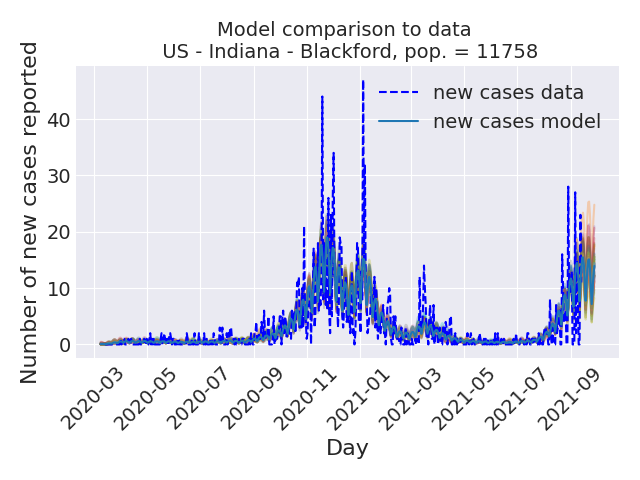 Model comparison to data
US - Indiana - Blackford, pop. = 11758
Number of new cases reported
new cases data
new cases model
40
30
20
10
0
2020-03
2020-05
2020-07
2020-09
2020-11
2021-01
2021-03
2021-05
2021-07
2021-09
Day